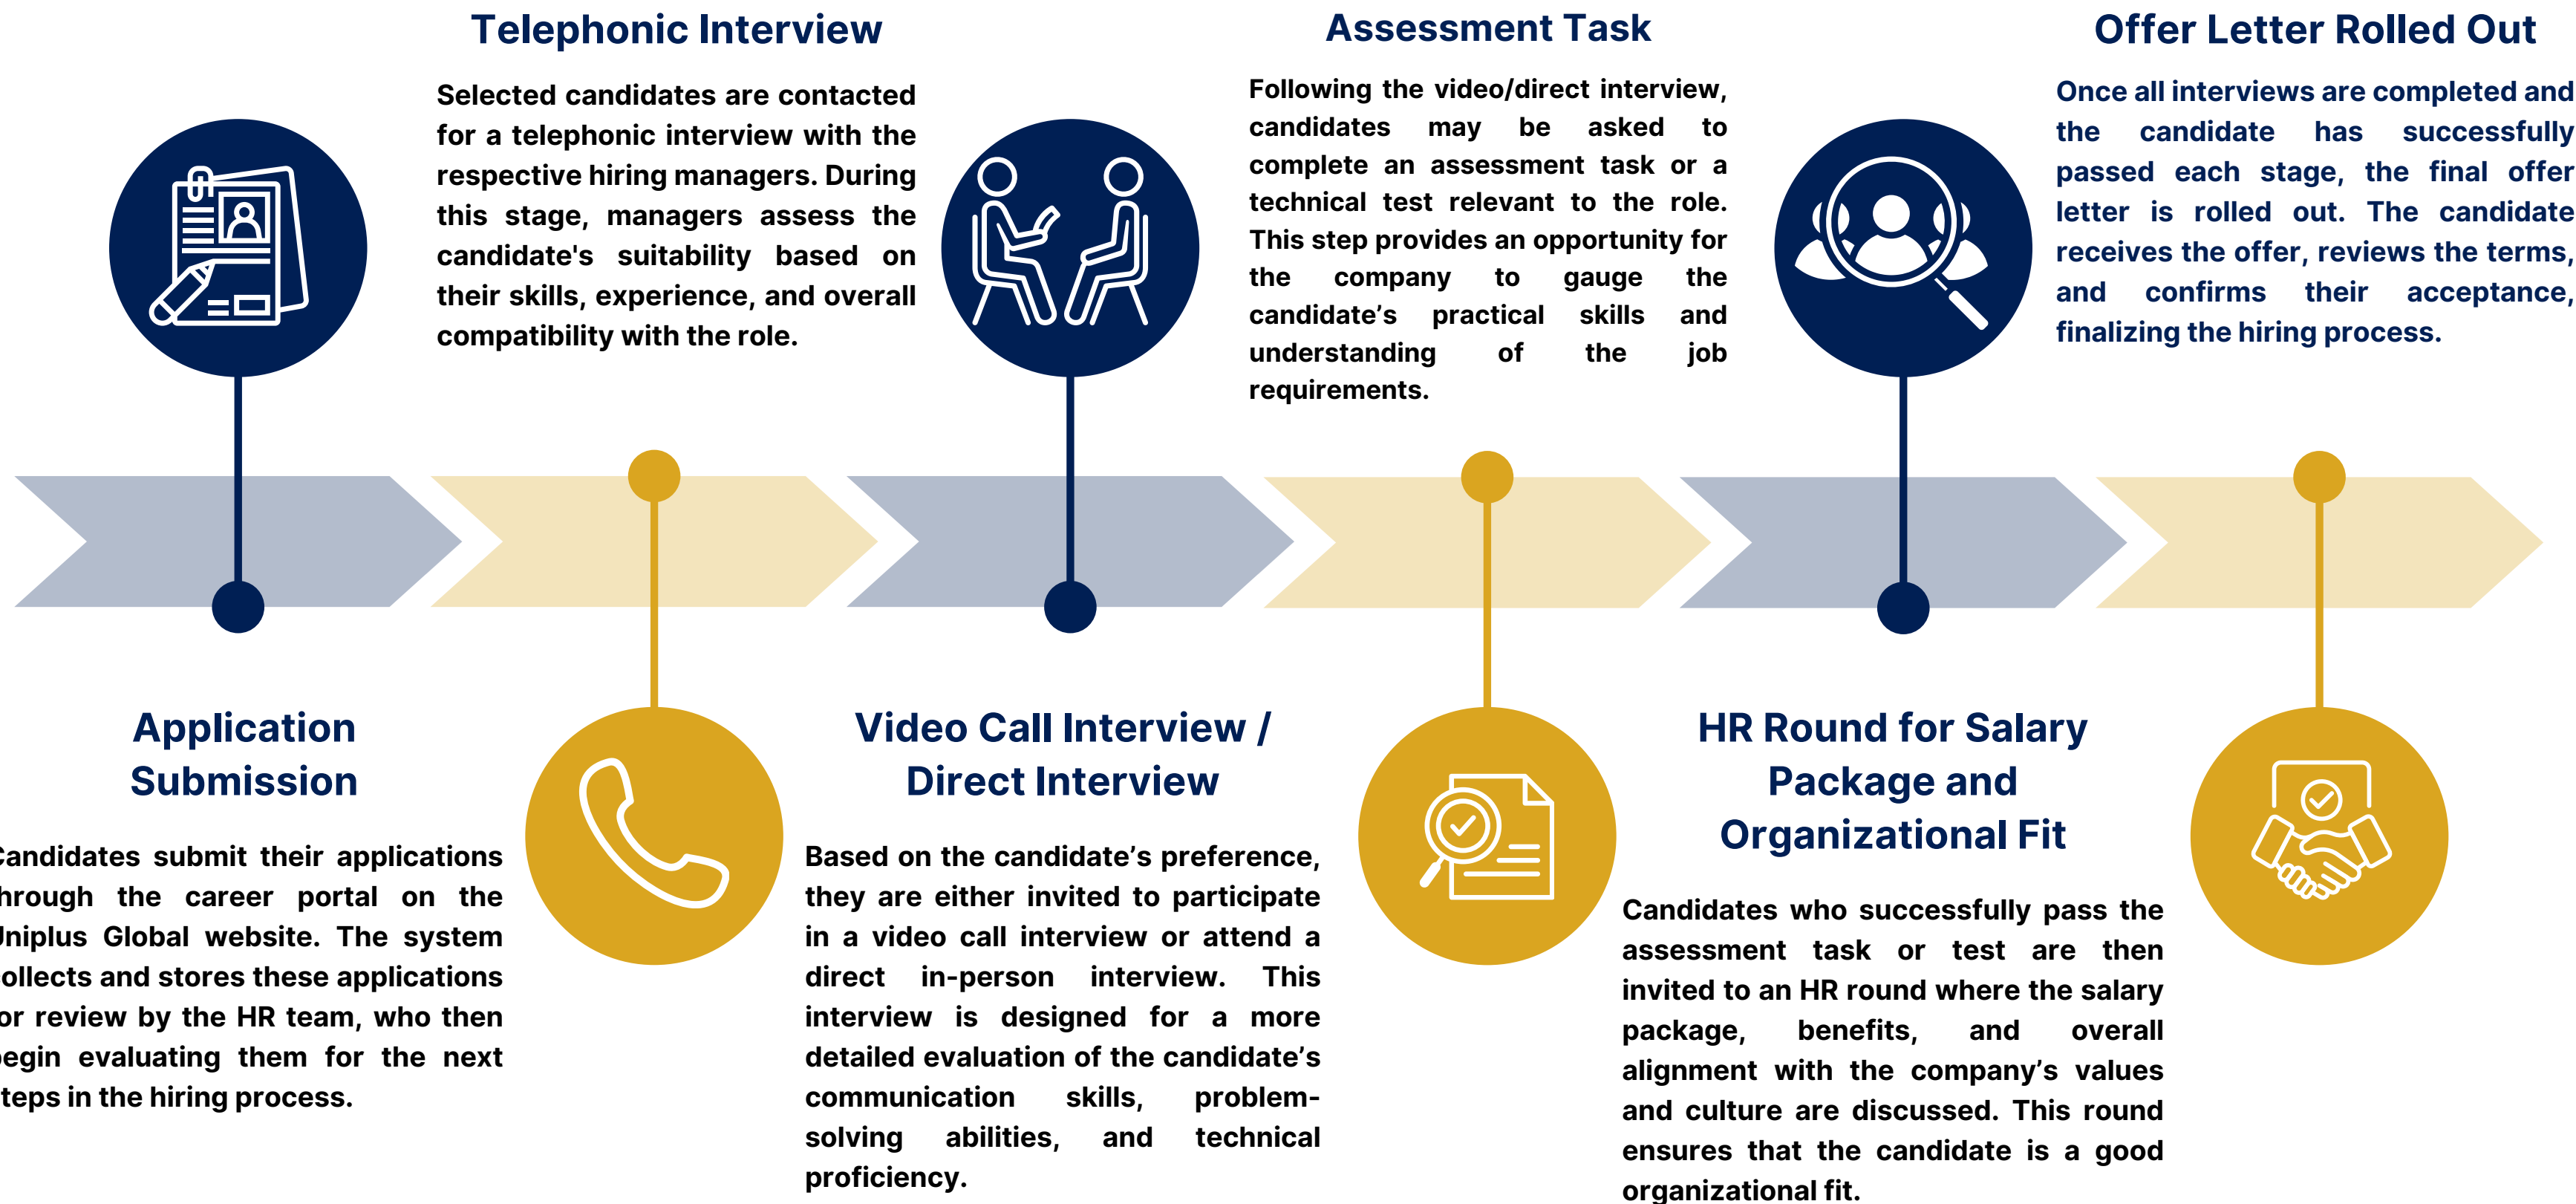 Application
Submission
Candidates submit their applications
through the career portal on the
Uniplus Global website. The system
collects and stores these applications
for review by the HR team, who then
begin evaluating them for the next
steps in the hiring process.
Telephonic Interview
Selected candidates are contacted
for a telephonic interview with the
respective hiring managers. During
this stage, managers assess the
candidate's suitability based on
their skills, experience, and overall
compatibility with the role.
Video Call Interview /
Direct Interview
Based on the candidate’s preference,
they are either invited to participate
in a video call interview or attend a
direct in-person interview. This
interview is designed for a more
detailed evaluation of the candidate’s
communication skills, problem-
solving abilities, and technical
proficiency.
Assessment Task
Following the video/direct interview,
candidates may be asked to
complete an assessment task or a
technical test relevant to the role.
This step provides an opportunity for
the company to gauge the
candidate’s practical skills and
understanding of the job
requirements.
HR Round for Salary
Package and
Organizational Fit
Candidates who successfully pass the
assessment task or test are then
invited to an HR round where the salary
package, benefits, and overall
alignment with the company’s values
and culture are discussed. This round
ensures that the candidate is a good
organizational fit.
Offer Letter Rolled Out
Once all interviews are completed and
the candidate has successfully
passed each stage, the final offer
letter is rolled out. The candidate
receives the offer, reviews the terms,
and confirms their acceptance,
finalizing the hiring process.